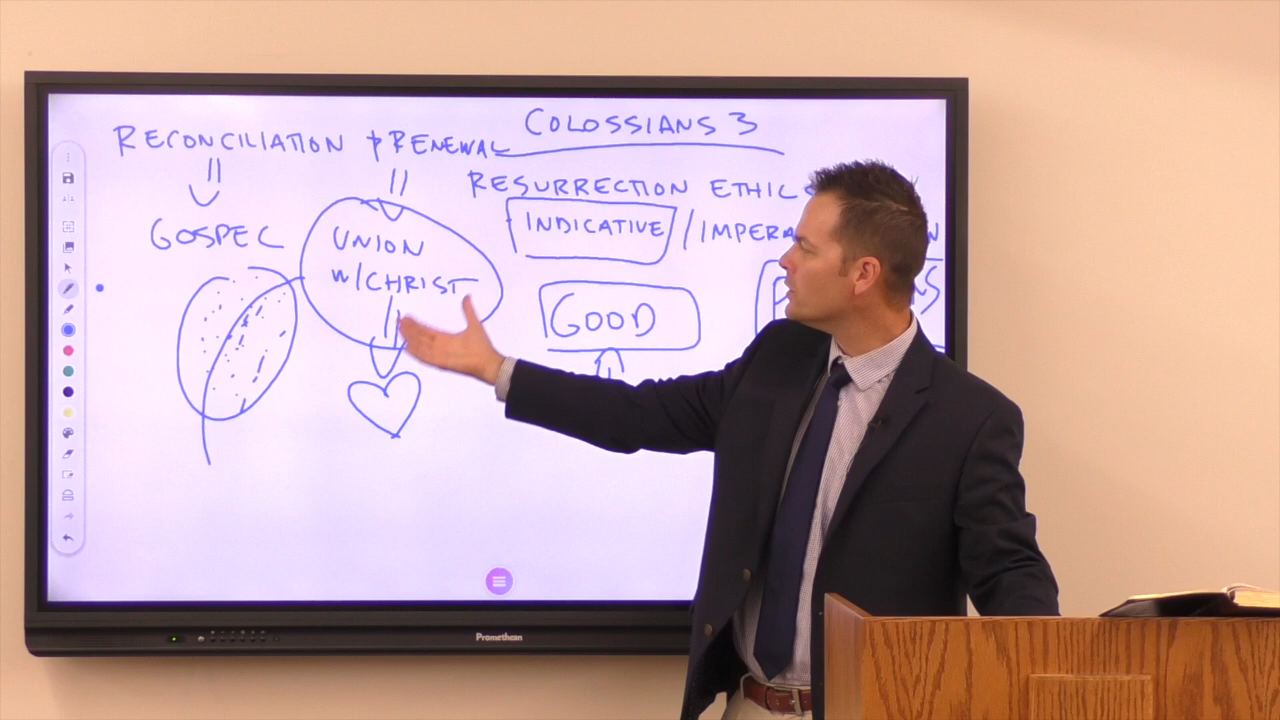 COLOSSIANS 3
RECONCILIATION & RENEWAL
RESURRECTION ETHIC
GOSPEL
UNION
W/CHRIST
INDICATIVE / IMPERA
GOOD
Promethean